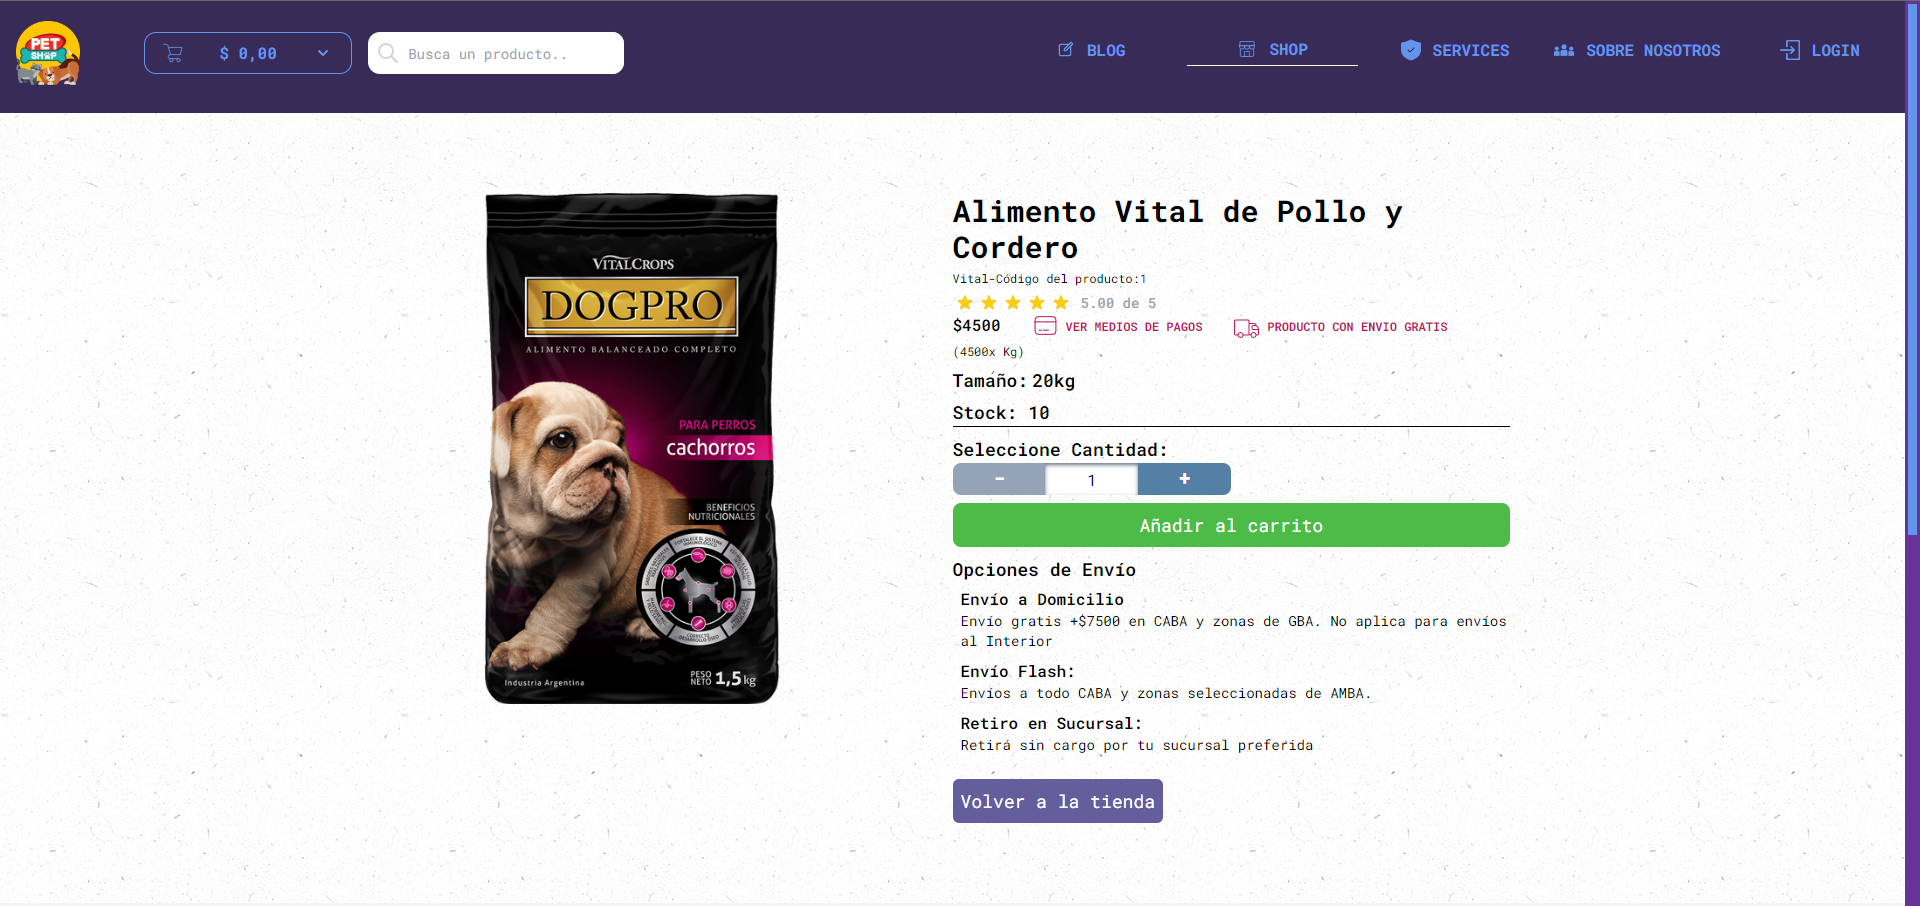 PET
SHOP
$ 0,00
Busca un producto..
BLOG
SHOP
SERVICES
SOBRE NOSOTROS
LOGIN
VITALCROPS
DOGPRO
ALIMENTO BALANCEADO COMPLETO
PARA PERROS
cachorros
BENEFICIOS
NUTRICIONALES
Industria Argentina
PESO
NETO 1,5kg
Alimento Vital de Pollo y
Cordero
Vital-Código del producto:1
5.00 de 5
$4500
VER MEDIOS DE PAGOS
PRODUCTO CON ENVIO GRATIS
(4500x Kg)
Tamaño: 20kg
Stock: 10
Seleccione Cantidad:
- 1 +
Añadir al carrito
Opciones de Envío
Envío a Domicilio
Envío gratis +$7500 en CABA y zonas de GBA. No aplica para envíos
al Interior
Envío Flash:
Envíos a todo CABA y zonas seleccionadas de AMBA.
Retiro en Sucursal:
Retirá sin cargo por tu sucursal preferida
Volver a la tienda